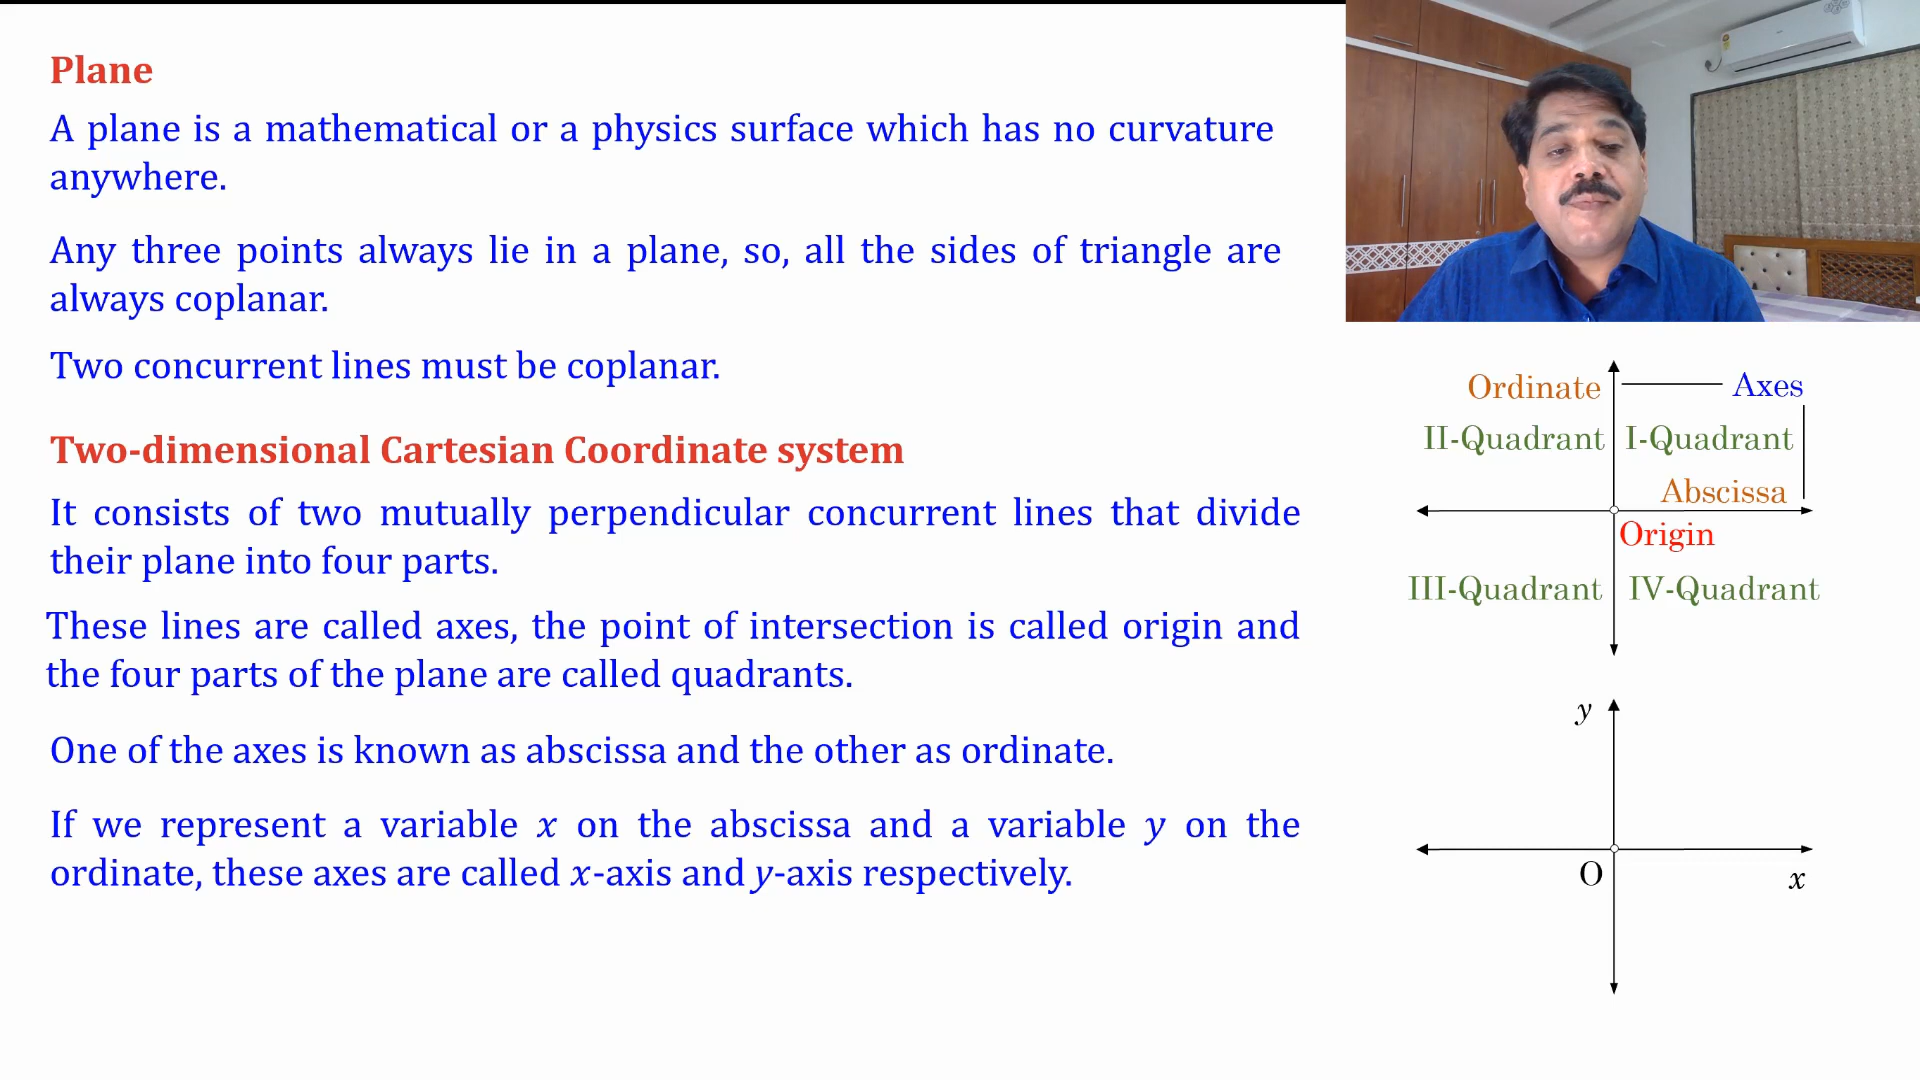 Plane
A plane is a mathematical or a physics surface which has no curvature
anywhere.
Any three points always lie in a plane, so, all the sides of triangle are
always coplanar.
Two concurrent lines must be coplanar.
Two-dimensional Cartesian Coordinate system
It consists of two mutually perpendicular concurrent lines that divide
their plane into four parts.
These lines are called axes, the point of intersection is called origin and
the four parts of the plane are called quadrants.
One of the axes is known as abscissa and the other as ordinate.
If we represent a variable x on the abscissa and a variable y on the
ordinate, these axes are called x-axis and y-axis respectively.
Ordinate Axes
II-Quadrant I-Quadrant
Abscissa
Origin
III-Quadrant IV-Quadrant
y
O x